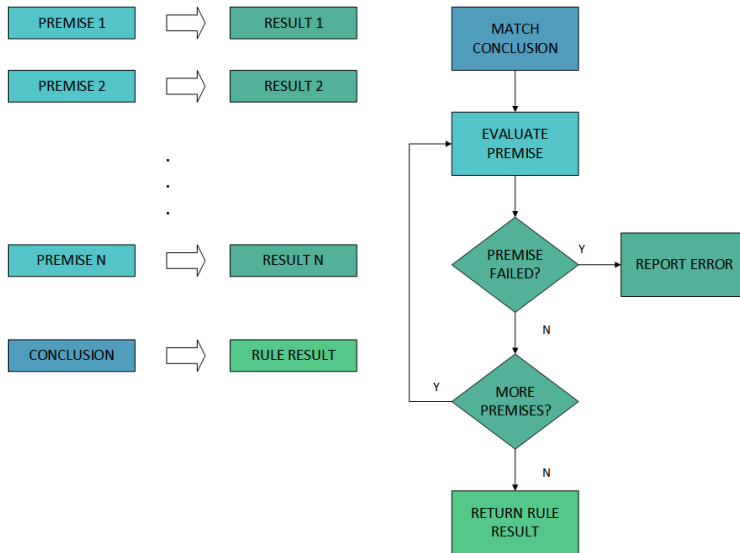 PREMISE 1
RESULT 1
PREMISE 2
RESULT 2
.
.
.
PREMISE N
RESULT N
CONCLUSION
RULE RESULT
MATCH
CONCLUSION
EVALUATE
PREMISE
PREMISE
FAILED?
Y
REPORT ERROR
N
MORE
PREMISES?
Y
N
RETURN RULE
RESULT